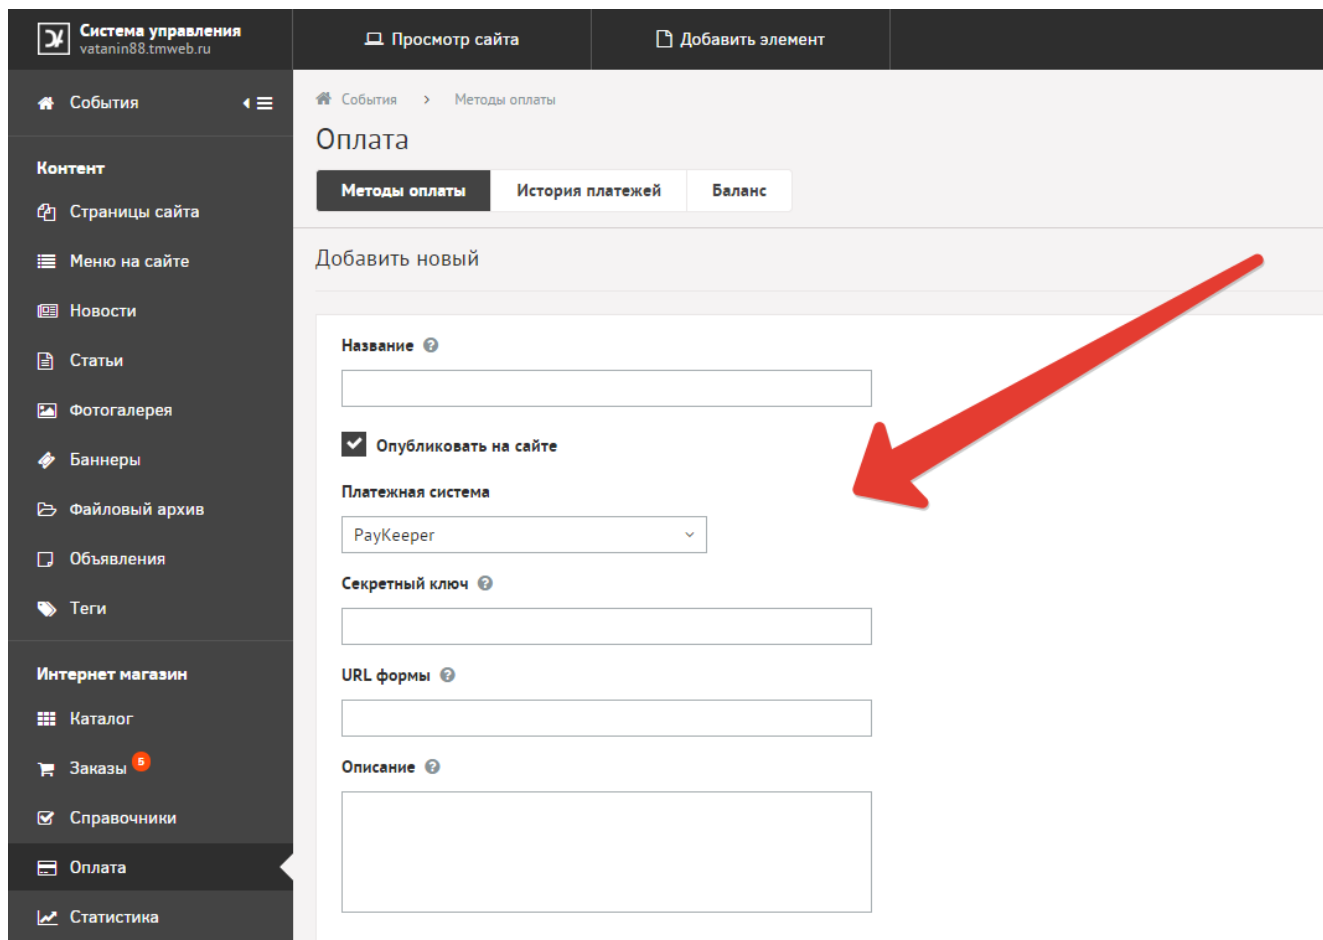 Система управления
vatanin88.tmweb.ru
Просмотр сайта
Добавить элемент
События
Контент
Страницы сайта
Меню на сайте
Новости
Статьи
Фотогалерея
Баннеры
Файловый архив
Объявления
Теги
Интернет магазин
Каталог
Заказы 5
Справочники
Оплата
Статистика
События > Методы оплаты
Оплата
Методы оплаты
История платежей
Баланс
Добавить новый
Название ?
Опубликовать на сайте
Платежная система
PayKeeper
Секретный ключ ?
URL формы ?
Описание ?